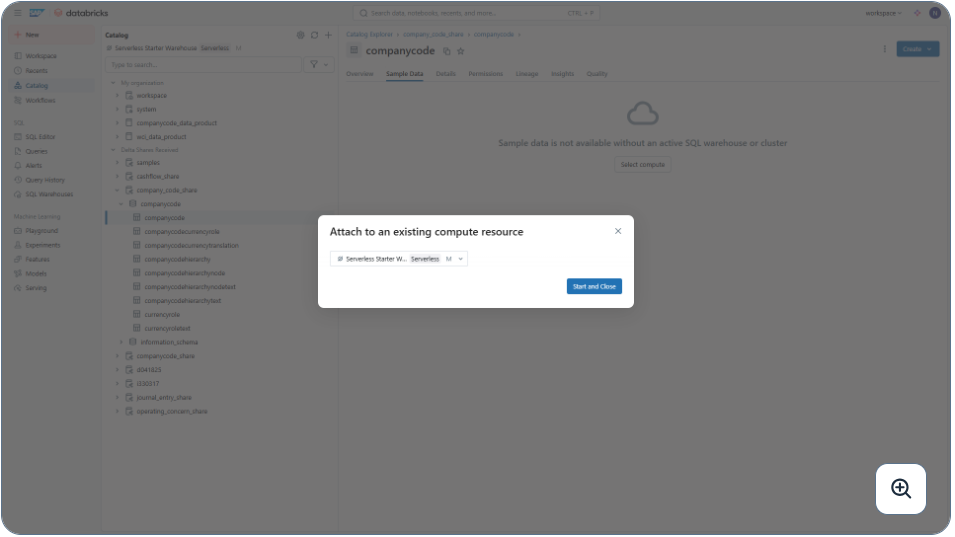 SAP databricks
Search data, notebooks, recents, and more... CTRL + P
workspace
New
Workspace
Recents
Catalog
Workflows
SQL
SQL Editor
Queries
Alerts
Query History
SQL Warehouses
Machine Learning
Playground
Experiments
Features
Models
Serving
Catalog
Serverless Starter Warehouse Serverless M
Type to search...
My organization
workspace
system
companycode_data_product
Delta Shares Received
samples
cashflow_share
company_code_share
companycode
companycode
companycodecurrencyrole
companycodecurrencytranslation
companycodehierarchy
companycodehierarchynode
companycodehierarchynodetext
companycodehierarchytext
currencyrole
currencyroletext
information_schema
companycode_share
d041825
journal_entry_share
operating_concern_share
Catalog Explorer > company_code_share > companycode >
companycode
Create
Overview Sample Data Details Permissions Lineage Insights Quality
Sample data is not available without an active SQL warehouse or cluster
Select compute
Attach to an existing compute resource
Serverless Starter W... Serverless M
Start and Close